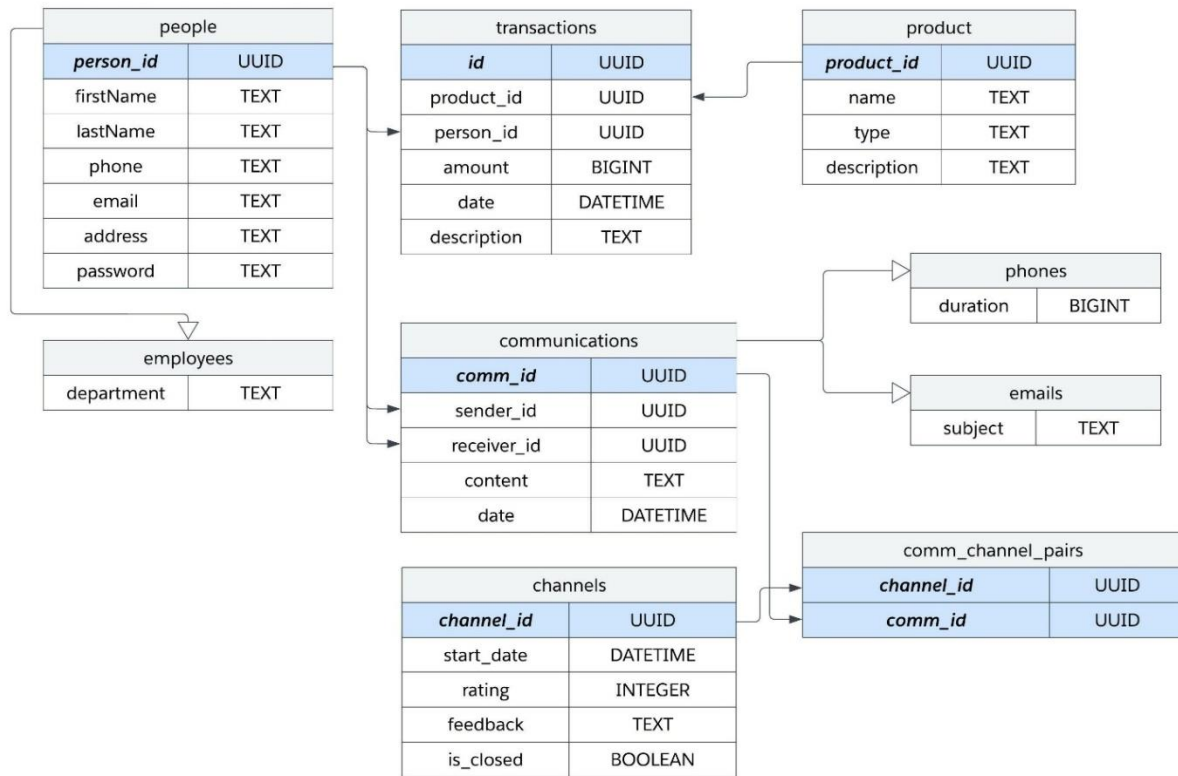 people
person_id UUID
firstName TEXT
lastName TEXT
phone TEXT
email TEXT
address TEXT
password TEXT
employees
department TEXT
transactions
id UUID
product_id UUID
person_id UUID
amount BIGINT
date DATETIME
description TEXT
product
product_id UUID
name TEXT
type TEXT
description TEXT
communications
comm_id UUID
sender_id UUID
receiver_id UUID
content TEXT
date DATETIME
phones
duration BIGINT
emails
subject TEXT
channels
channel_id UUID
start_date DATETIME
rating INTEGER
feedback TEXT
is_closed BOOLEAN
comm_channel_pairs
channel_id UUID
comm_id UUID